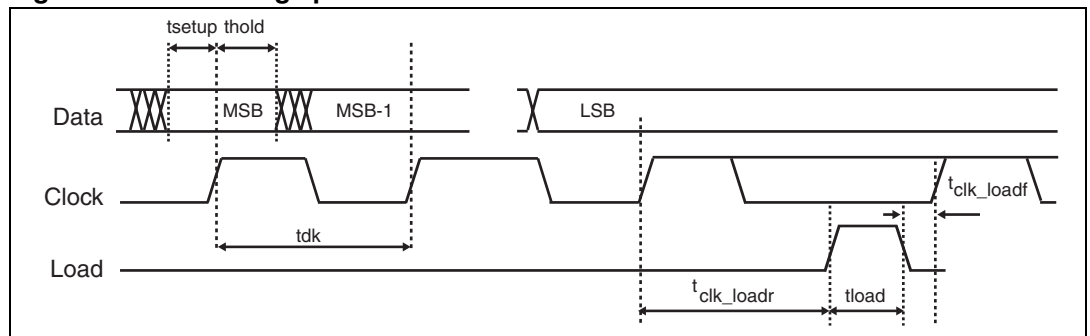 tsetup thold
Data MSB MSB-1 LSB
Clock
tclk_loadf
tdk
Load
tclk_loadr tload